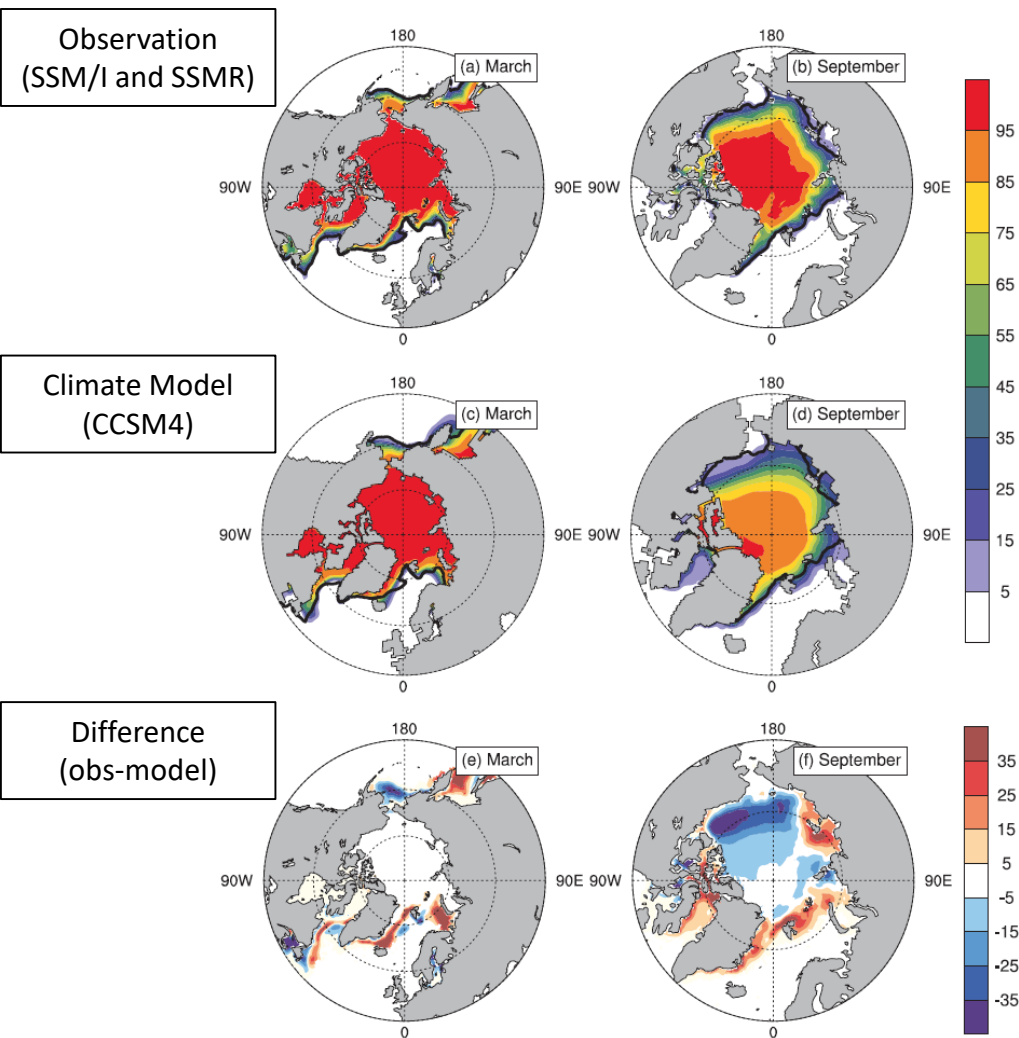 Observation
(SSM/I and SSMR)
180
(a) March
90W
90E
0
180
(b) September
90W
90E
0
95
85
75
65
55
45
35
25
15
5
Climate Model
(CCSM4)
180
(c) March
90W
90E
0
180
(d) September
90W
90E
0
Difference
(obs-model)
180
(e) March
90W
90E
0
180
(f) September
90W
90E
0
35
25
15
5
-5
-15
-25
-35